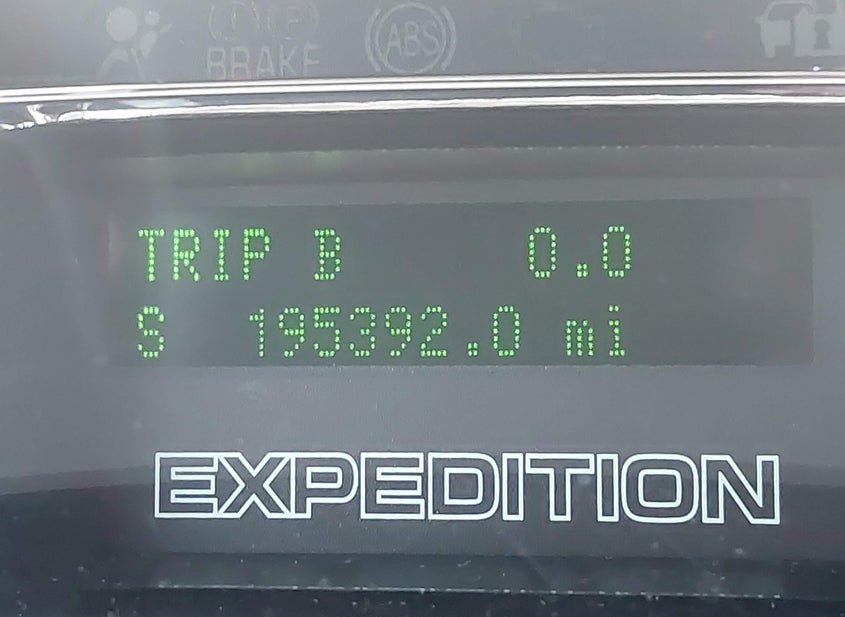 BRAKE ABS
TRIP B 0.0
S 195392.0 mi
EXPEDITION